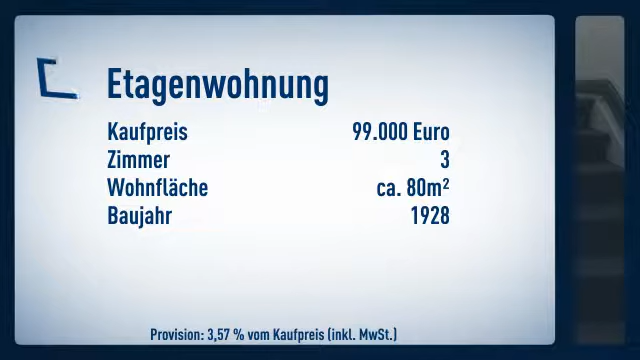 Etagenwohnung
Kaufpreis 99.000 Euro
Zimmer 3
Wohnfläche ca. 80m²
Baujahr 1928
Provision: 3,57 % vom Kaufpreis (inkl. MwSt.)